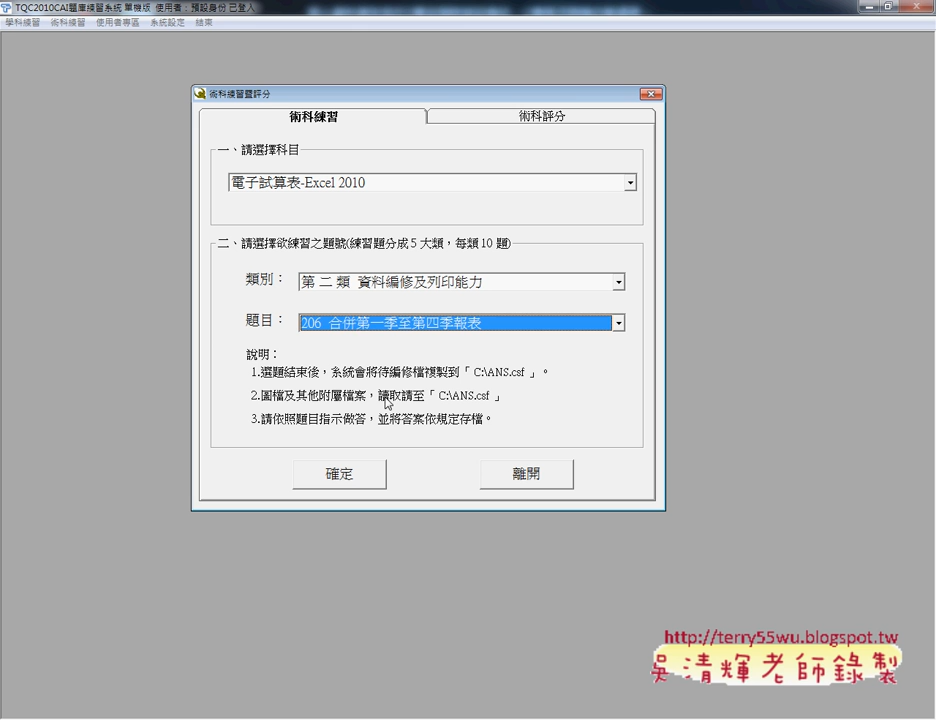 TQC2010CAI題庫練習系統 單機版 使用者：預設身份 已登入
學科練習 術科練習 使用者專區 系統設定 結束
術科練習暨評分
術科練習 術科評分
一、請選擇科目
電子試算表-Excel 2010
二、請選擇欲練習之題號(練習題分成 5 大類，每類 10 題)
類別： 第 二 類 資料編修及列印能力
題目： 206 合併第一季至第四季報表
說明：
1.選題結束後，系統會將待編修檔複製到「 C:\ANS.csf 」。
2.圖檔及其他附屬檔案，讀取請至「 C:\ANS.csf 」
3.請依照題目指示做答，並將答案依規定存檔。
確定 離開
http://terry55wu.blogspot.tw
吳清輝老師錄製